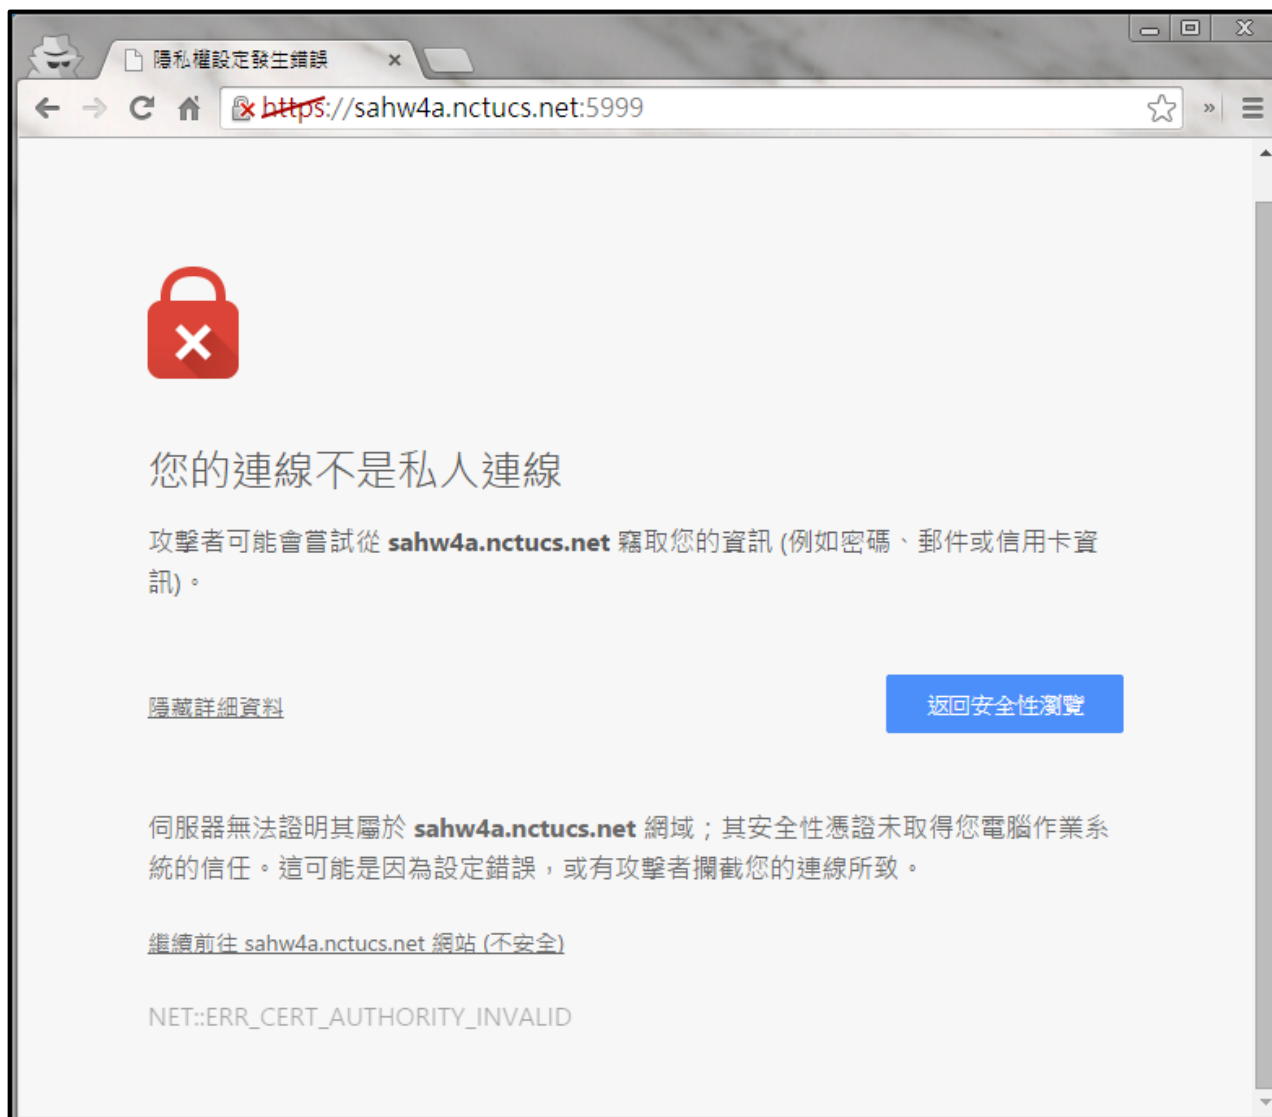 隱私權設定發生錯誤
https://sahw4a.nctucs.net:5999
您的連線不是私人連線
攻擊者可能會嘗試從 sahw4a.nctucs.net 竊取您的資訊 (例如密碼、郵件或信用卡資
訊)。
隱藏詳細資料
返回安全性瀏覽
伺服器無法證明其屬於 sahw4a.nctucs.net 網域；其安全性憑證未取得您電腦作業系
統的信任。這可能是因為設定錯誤，或有攻擊者攔截您的連線所致。
繼續前往 sahw4a.nctucs.net 網站 (不安全)
NET::ERR_CERT_AUTHORITY_INVALID